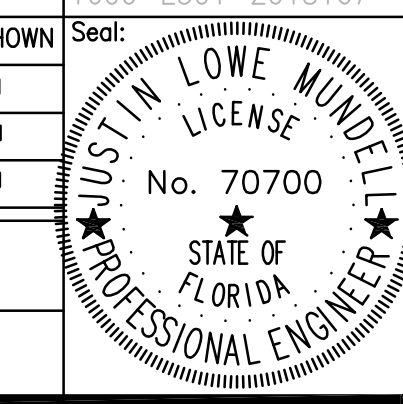 HOWN
Seal:
JUSTIN LOWE MUNDELL
LICENSE
No. 70700
STATE OF
FLORIDA
PROFESSIONAL ENGINEER